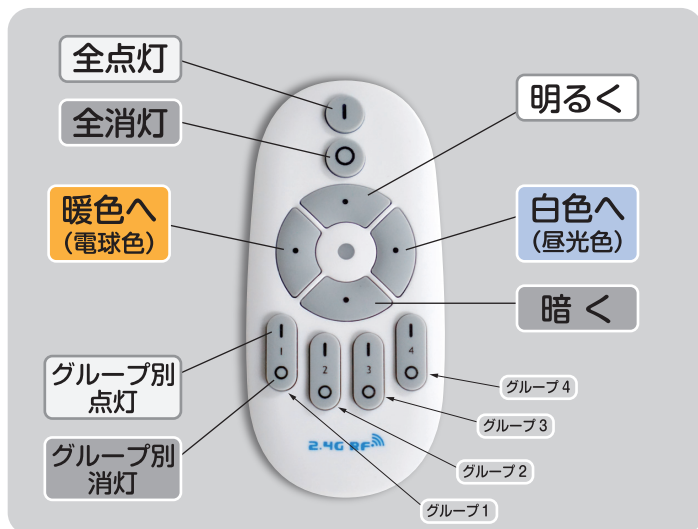 全点灯
全消灯
明るく
暖色へ
(電球色)
白色へ
(昼光色)
暗く
グループ別
点灯
グループ別
消灯
1
2
3
4
グループ4
グループ3
グループ2
グループ1
2.4G RF